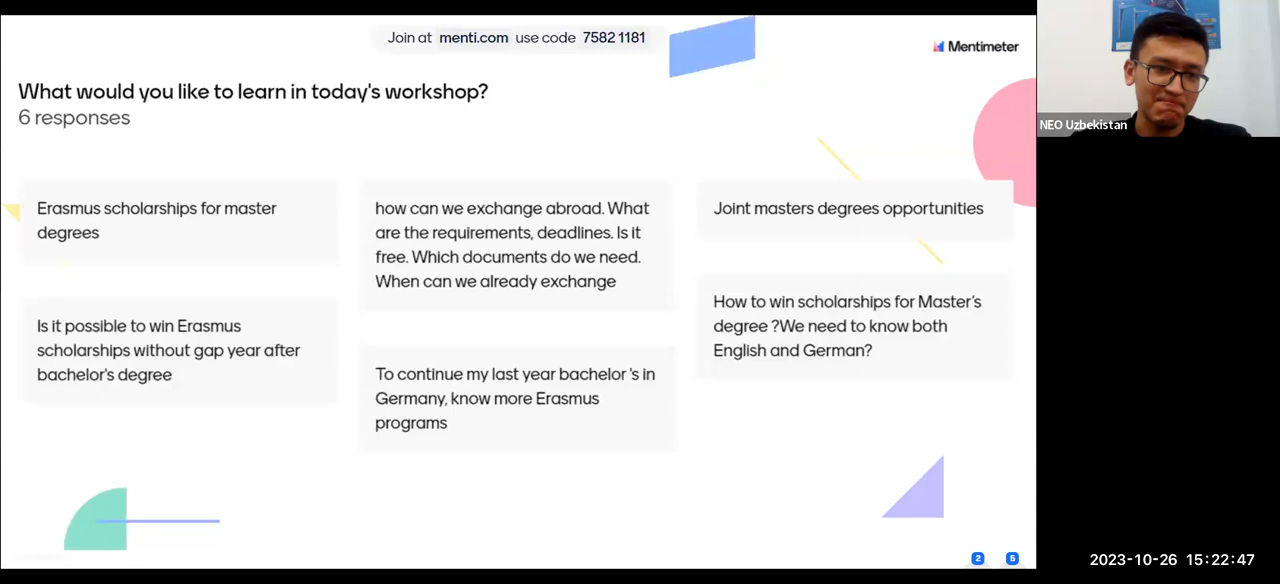 Join at menti.com use code 7582 1181
Mentimeter
What would you like to learn in today's workshop?
6 responses
Erasmus scholarships for master
degrees
Is it possible to win Erasmus
scholarships without gap year after
bachelor's degree
how can we exchange abroad. What
are the requirements, deadlines. Is it
free. Which documents do we need.
When can we already exchange
To continue my last year bachelor 's in
Germany, know more Erasmus
programs
Joint masters degrees opportunities
How to win scholarships for Master's
degree ?We need to know both
English and German?
2 5
NEO Uzbekistan
2023-10-26 15:22:47